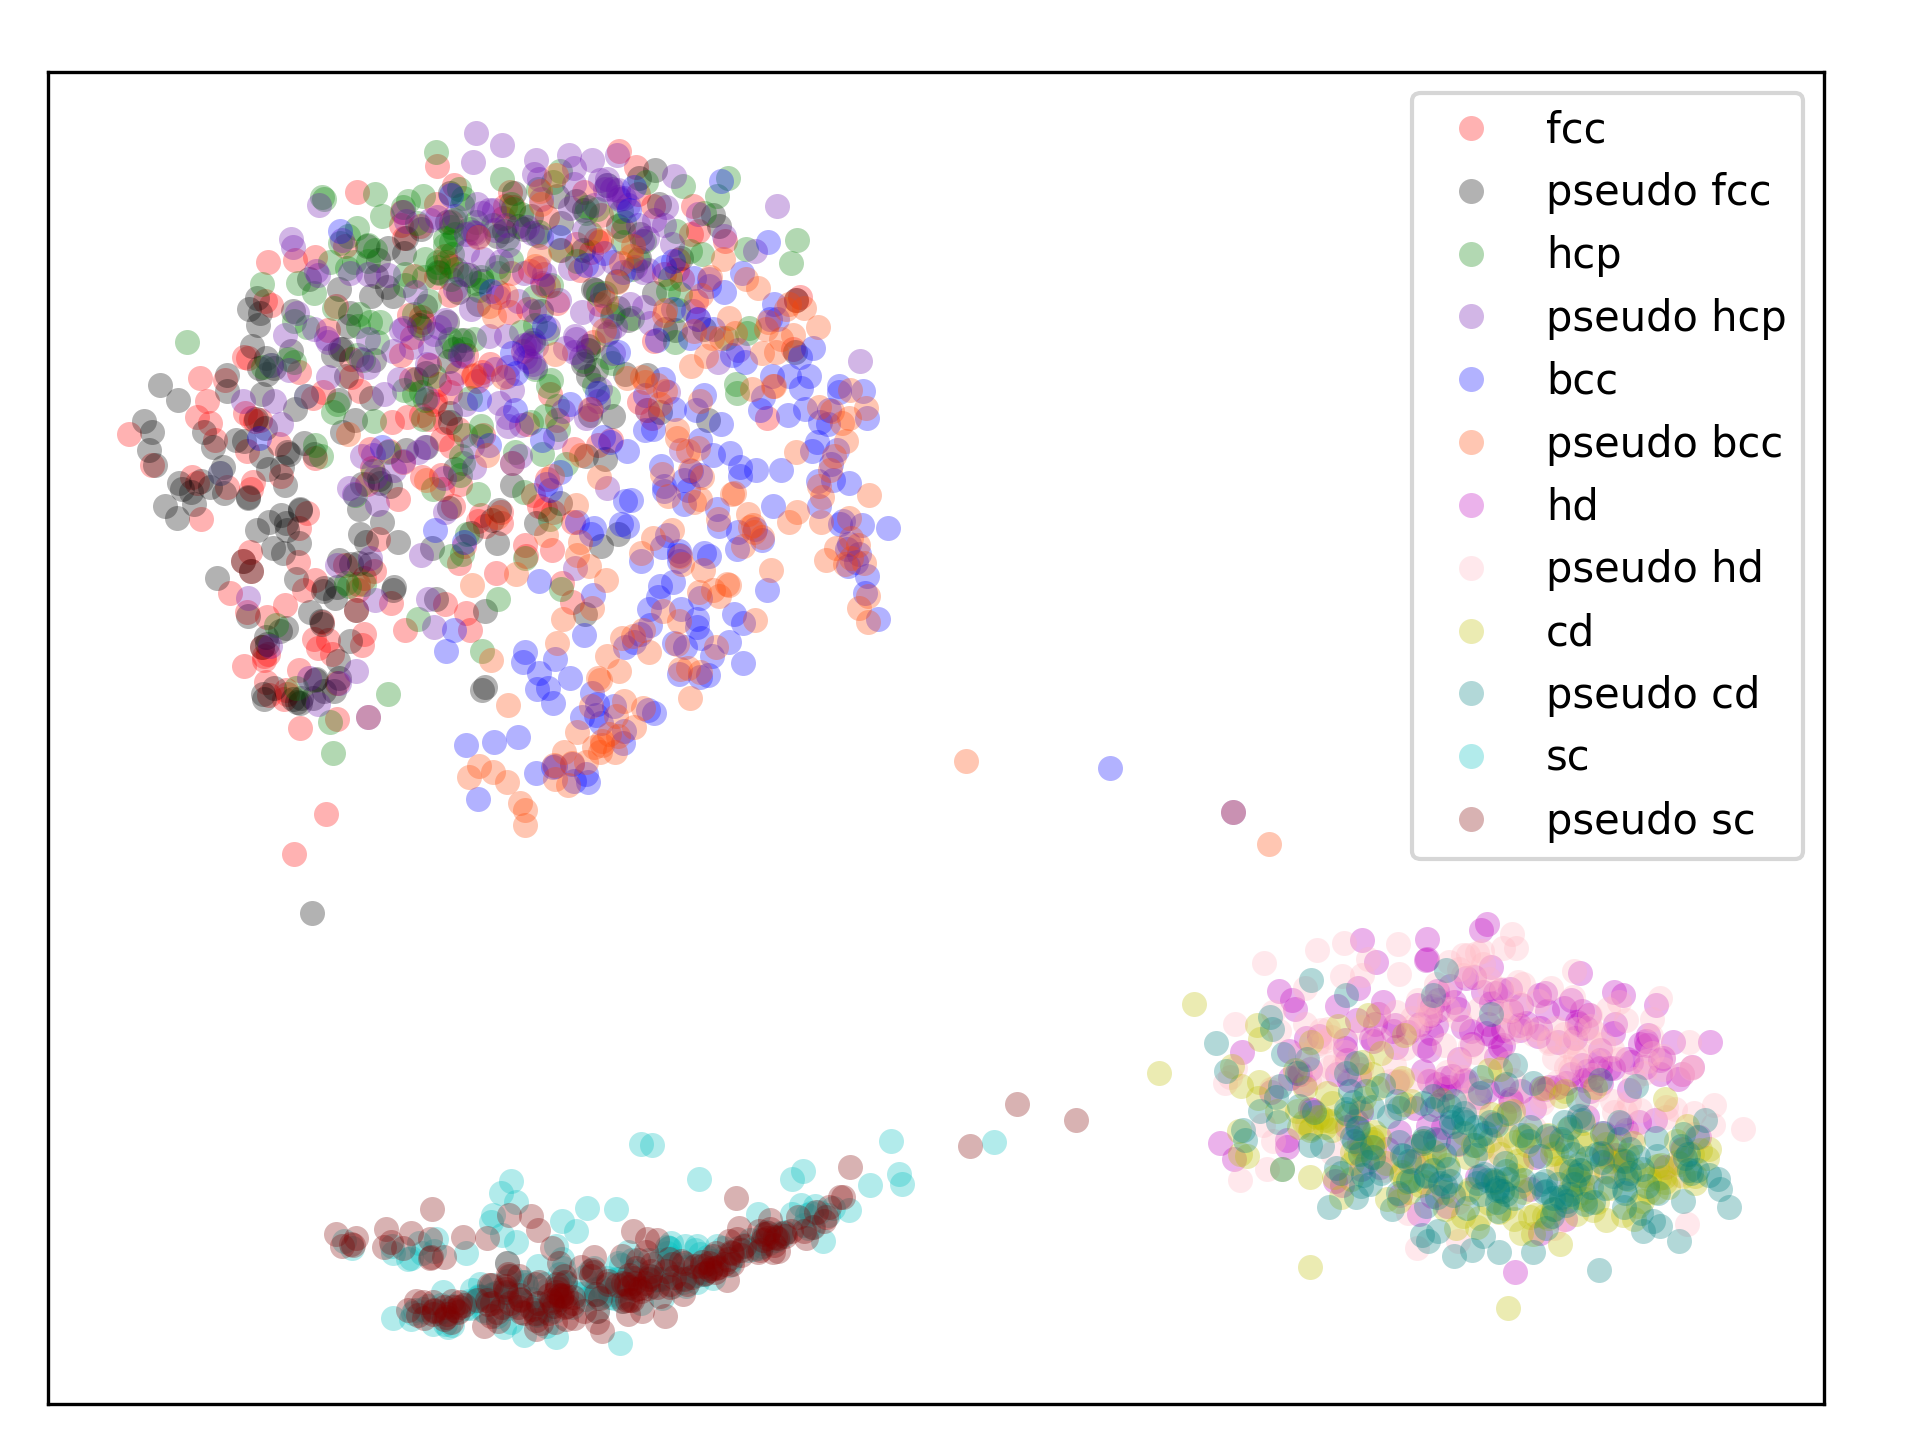 fcc
pseudo fcc
hcp
pseudo hcp
bcc
pseudo bcc
hd
pseudo hd
cd
pseudo cd
sc
pseudo sc